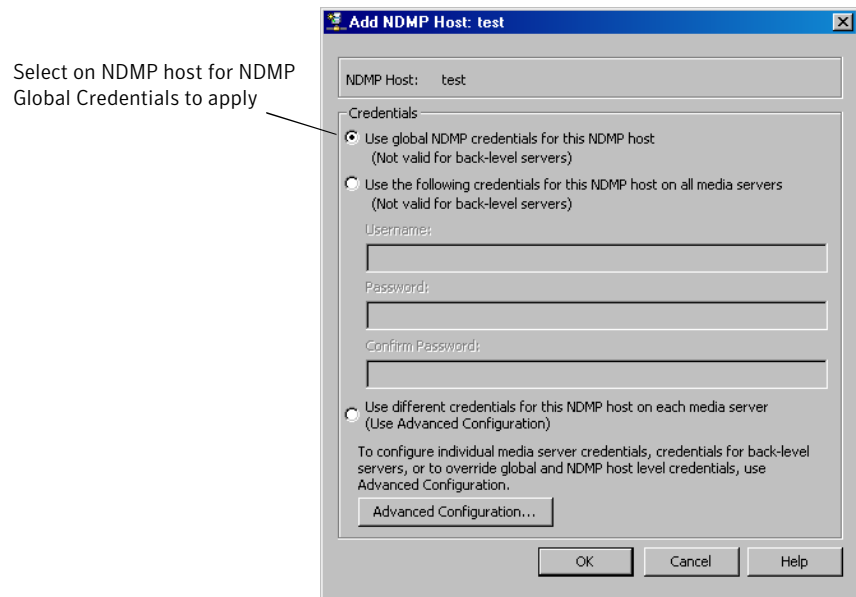 Add NDMP Host: test
Select on NDMP host for NDMP
Global Credentials to apply
NDMP Host: test
Credentials
Use global NDMP credentials for this NDMP host
(Not valid for back-level servers)
Use the following credentials for this NDMP host on all media servers
(Not valid for back-level servers)
Username:
Password:
Confirm Password:
Use different credentials for this NDMP host on each media server
(Use Advanced Configuration)
To configure individual media server credentials, credentials for back-level
servers, or to override global and NDMP host level credentials, use
Advanced Configuration.
Advanced Configuration...
OK Cancel Help